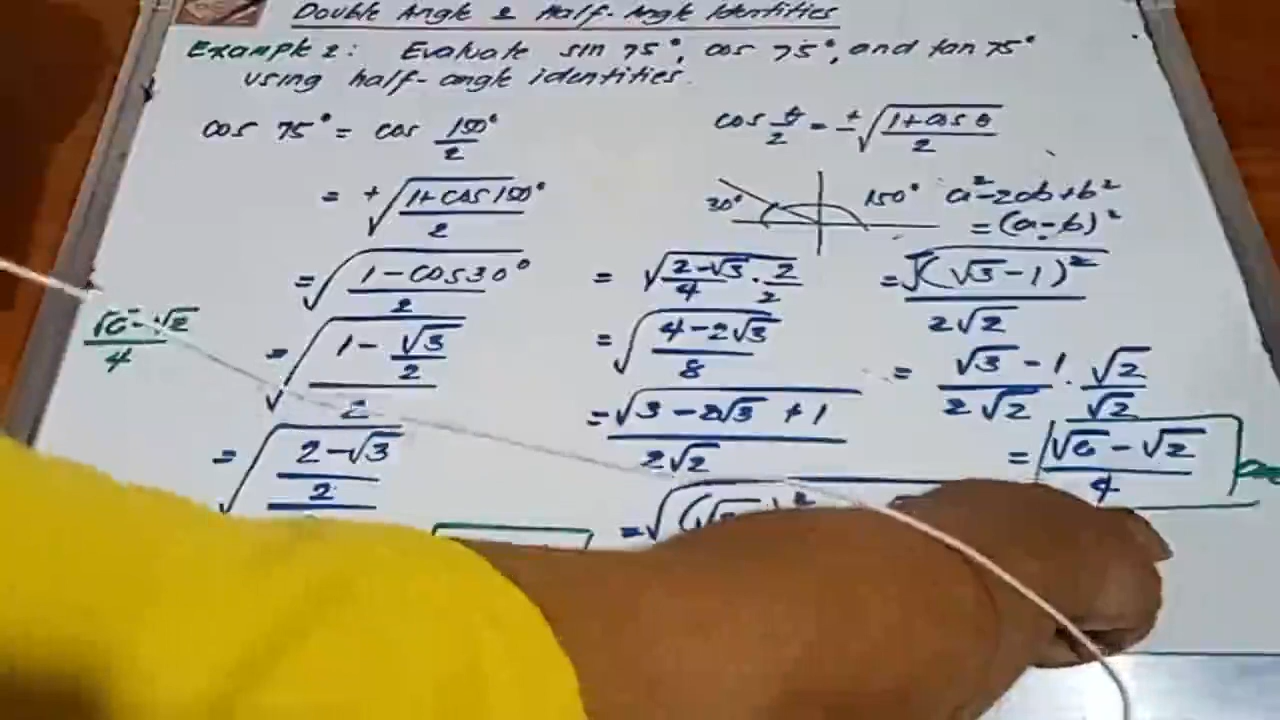 Double Angle & Half-Angle Identities
Example 2: Evaluate sin 75°, cos 75°, and tan 75°
using half-angle identities.
cos 75° = cos 150°/2
= +√((1+cos 150°)/2)
= √((1-cos 30°)/2)
= √((1 - √3/2)/2)
= √(((2-√3)/2)/
(√6-√2)/4
cos θ/2 = ±√((1+cos θ)/2)
30° 150°
a²-2ab+b²
= (a-b)²
= √((2-√3)/4 · 2/2)
= √((4-2√3)/8)
= √(3-2√3+1)/(2√2)
= √((√ )²
= √((√3-1)²)/(2√2)
= (√3-1)/(2√2) · √2/√2
= (√6-√2)/4